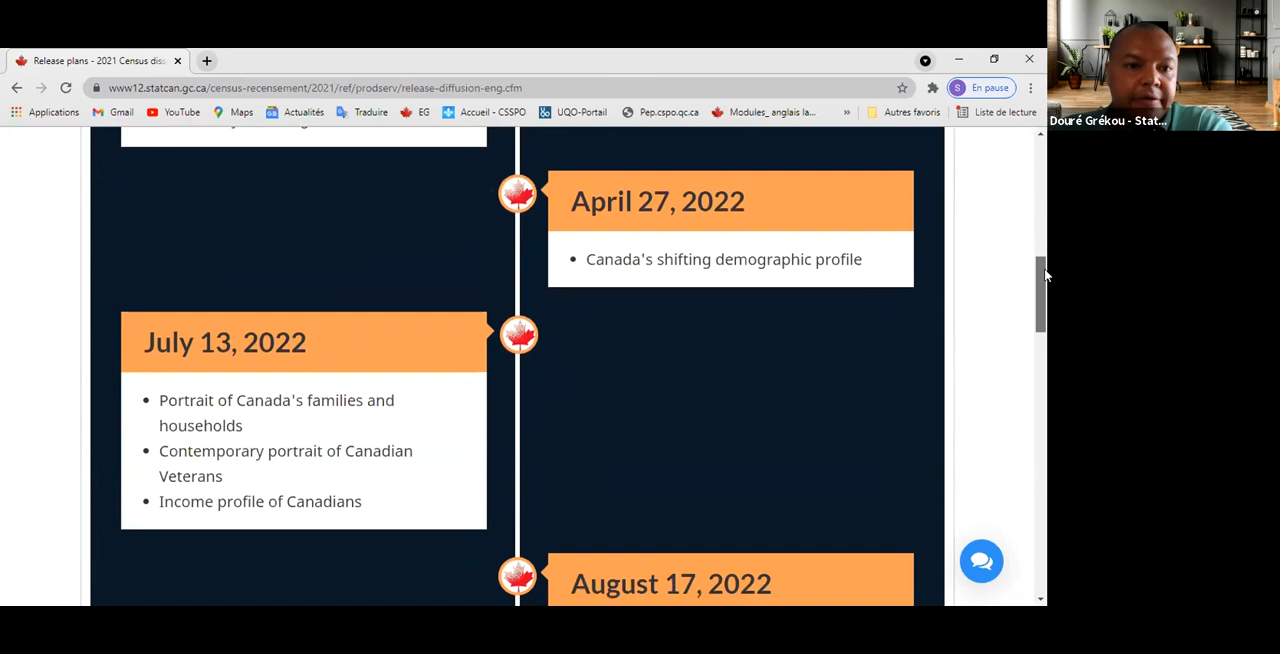 Release plans - 2021 Census diss
www12.statcan.gc.ca/census-recensement/2021/ref/prodserv/release-diffusion-eng.cfm
S
En pause
Applications
Gmail
YouTube
Maps
Actualités
Traduire
EG
Accueil - CSSPO
UQO-Portail
Pep.cspo.qc.ca
Modules_ anglais la...
»
Autres favoris
Liste de lecture
Douré Grékou - Stat...
April 27, 2022
• Canada's shifting demographic profile
July 13, 2022
• Portrait of Canada's families and
households
• Contemporary portrait of Canadian
Veterans
• Income profile of Canadians
August 17, 2022